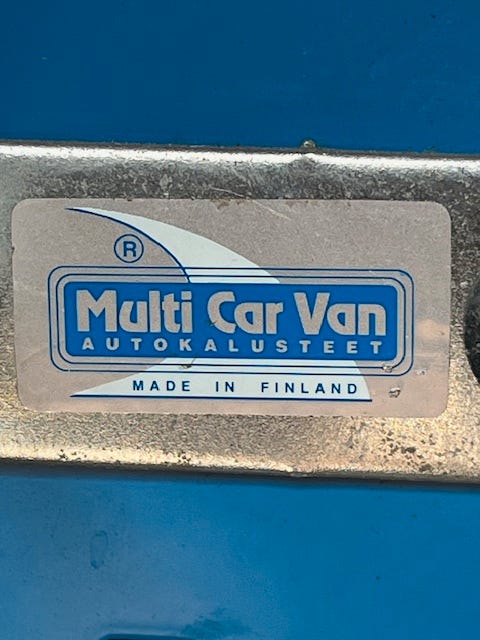 ®
Multi Car Van
AUTOKALUSTEET
MADE IN FINLAND